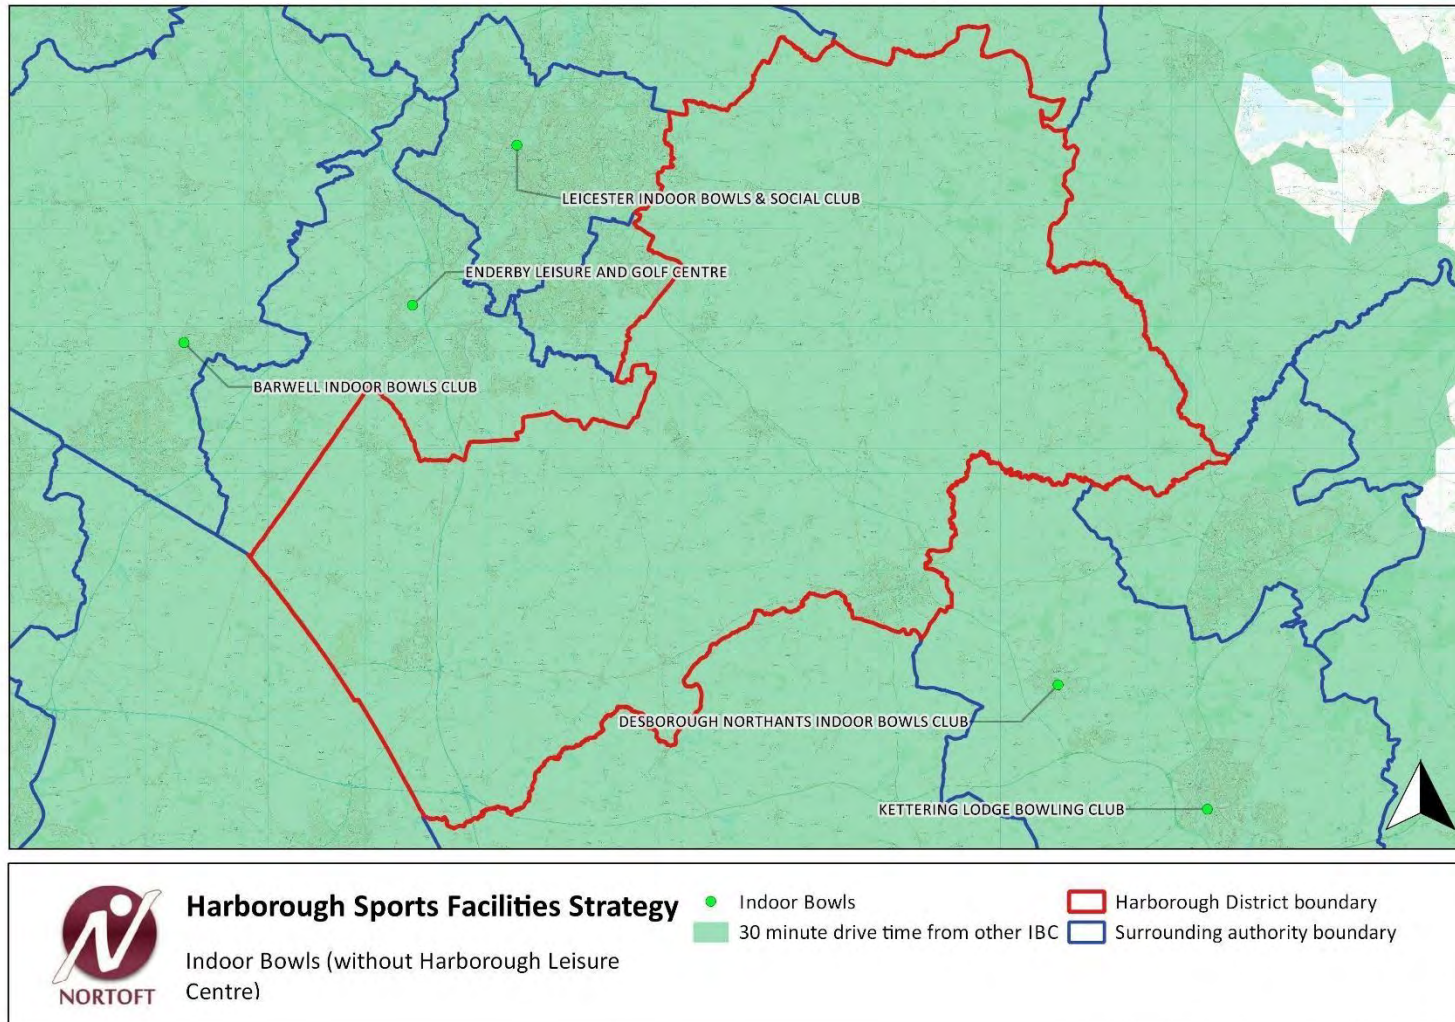 LEICESTER INDOOR BOWLS & SOCIAL CLUB
ENDERBY LEISURE AND GOLF CENTRE
BARWELL INDOOR BOWLS CLUB
DESBOROUGH NORTHANTS INDOOR BOWLS CLUB
KETTERING LODGE BOWLING CLUB
NORTOFT
Harborough Sports Facilities Strategy
Indoor Bowls (without Harborough Leisure
Centre)
Indoor Bowls
30 minute drive time from other IBC
Harborough District boundary
Surrounding authority boundary